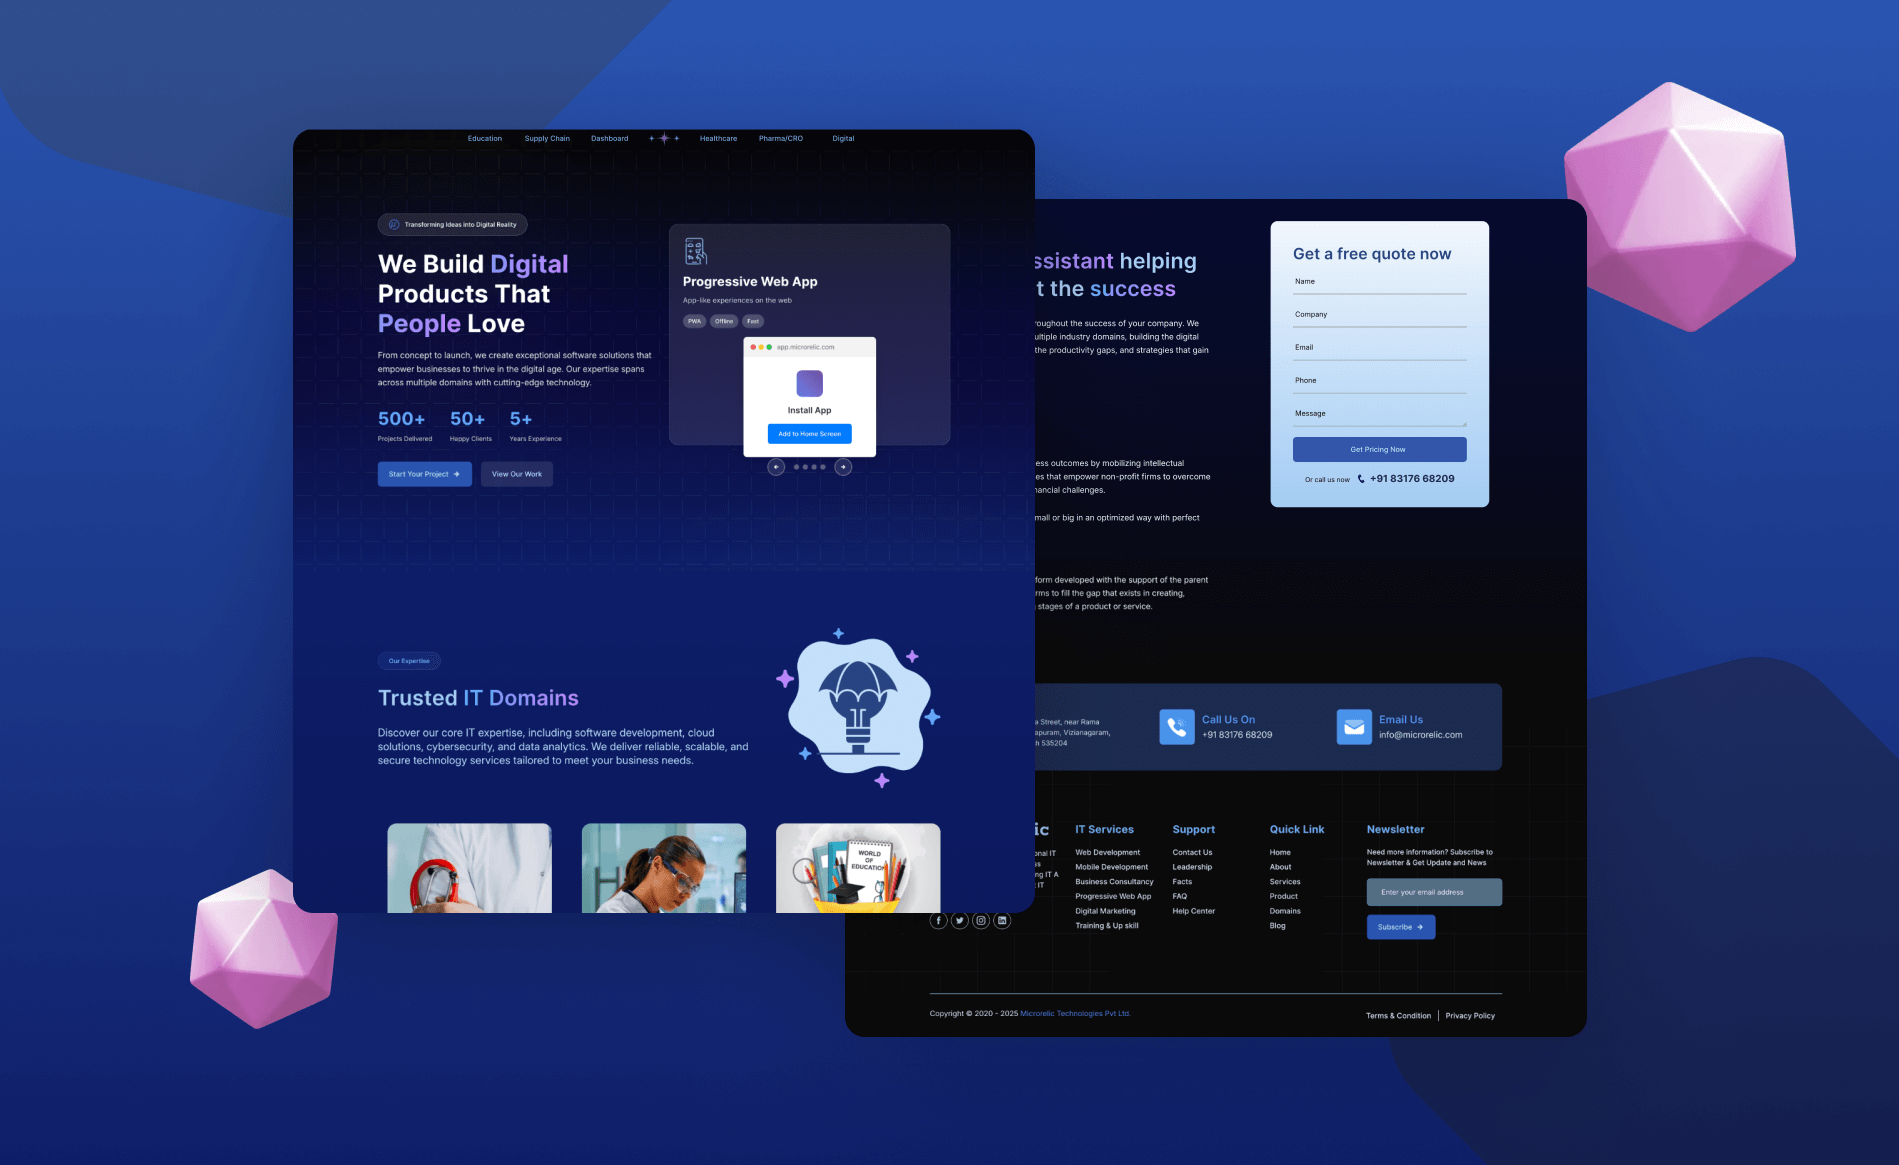 Education Supply Chain Dashboard Healthcare Pharma/CRO Digital
Transforming Ideas into Digital Reality
We Build Digital
Products That
People Love
From concept to launch, we create exceptional software solutions that
empower businesses to thrive in the digital age. Our expertise spans
across multiple domains with cutting-edge technology.
500+ 50+ 5+
Projects Delivered Happy Clients Years Experience
Start Your Project View Our Work
Progressive Web App
App-like experiences on the web
PWA Offline Fast
app.microrelic.com
Install App
Add to Home Screen
Our Expertise
Trusted IT Domains
Discover our core IT expertise, including software development, cloud
solutions, cybersecurity, and data analytics. We deliver reliable, scalable, and
secure technology services tailored to meet your business needs.
WORLD
OF
EDUCATION
ssistant helping
t the success
roughout the success of your company. We
ultiple industry domains, building the digital
the productivity gaps, and strategies that gain
ess outcomes by mobilizing intellectual
es that empower non-profit firms to overcome
nancial challenges.
mall or big in an optimized way with perfect
form developed with the support of the parent
rms to fill the gap that exists in creating,
stages of a product or service.
Get a free quote now
Name
Company
Email
Phone
Message
Get Pricing Now
Or call us now +91 83176 68209
a Street, near Rama
apuram, Vizianagaram,
h 535204
Call Us On
+91 83176 68209
Email Us
info@microrelic.com
ic
onal IT
ss
ng IT A
IT
IT Services
Web Development
Mobile Development
Business Consultancy
Progressive Web App
Digital Marketing
Training & Up skill
Support
Contact Us
Leadership
Facts
FAQ
Help Center
Quick Link
Home
About
Services
Product
Domains
Blog
Newsletter
Need more information? Subscribe to
Newsletter & Get Update and News
Enter your email address
Subscribe
Copyright © 2020 - 2025 Microrelic Technologies Pvt Ltd.
Terms & Condition Privacy Policy